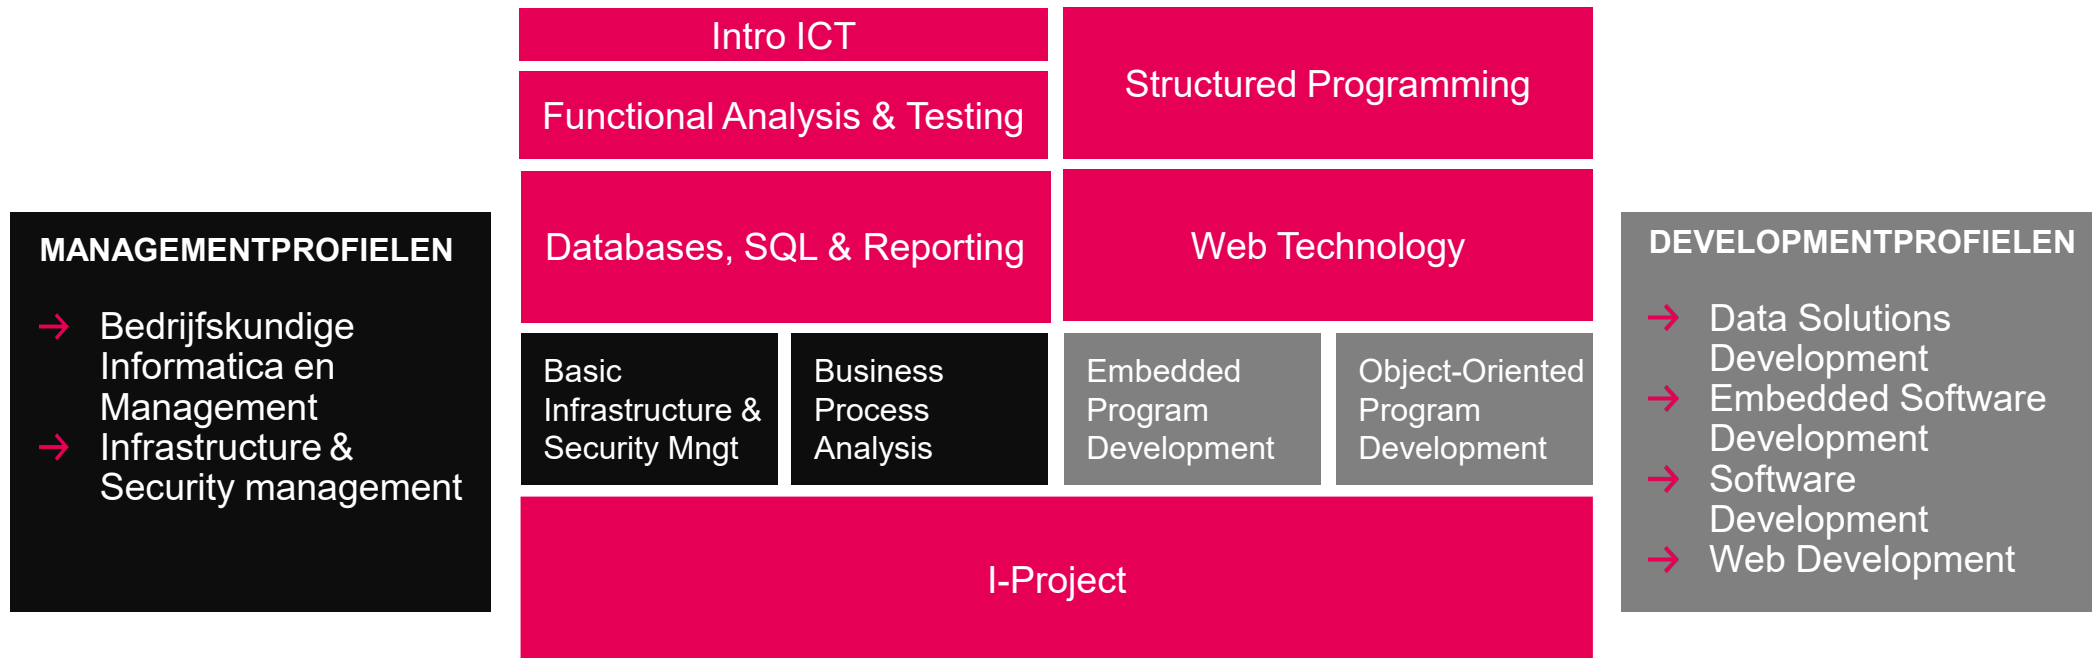 Intro ICT
Functional Analysis & Testing
Structured Programming
Databases, SQL & Reporting
Web Technology
MANAGEMENTPROFIELEN
Bedrijfskundige
Informatica en
Management
Infrastructure &
Security management
Basic
Infrastructure &
Security Mngt
Business
Process
Analysis
Embedded
Program
Development
Object-Oriented
Program
Development
I-Project
DEVELOPMENTPROFIELEN
Data Solutions
Development
Embedded Software
Development
Software
Development
Web Development